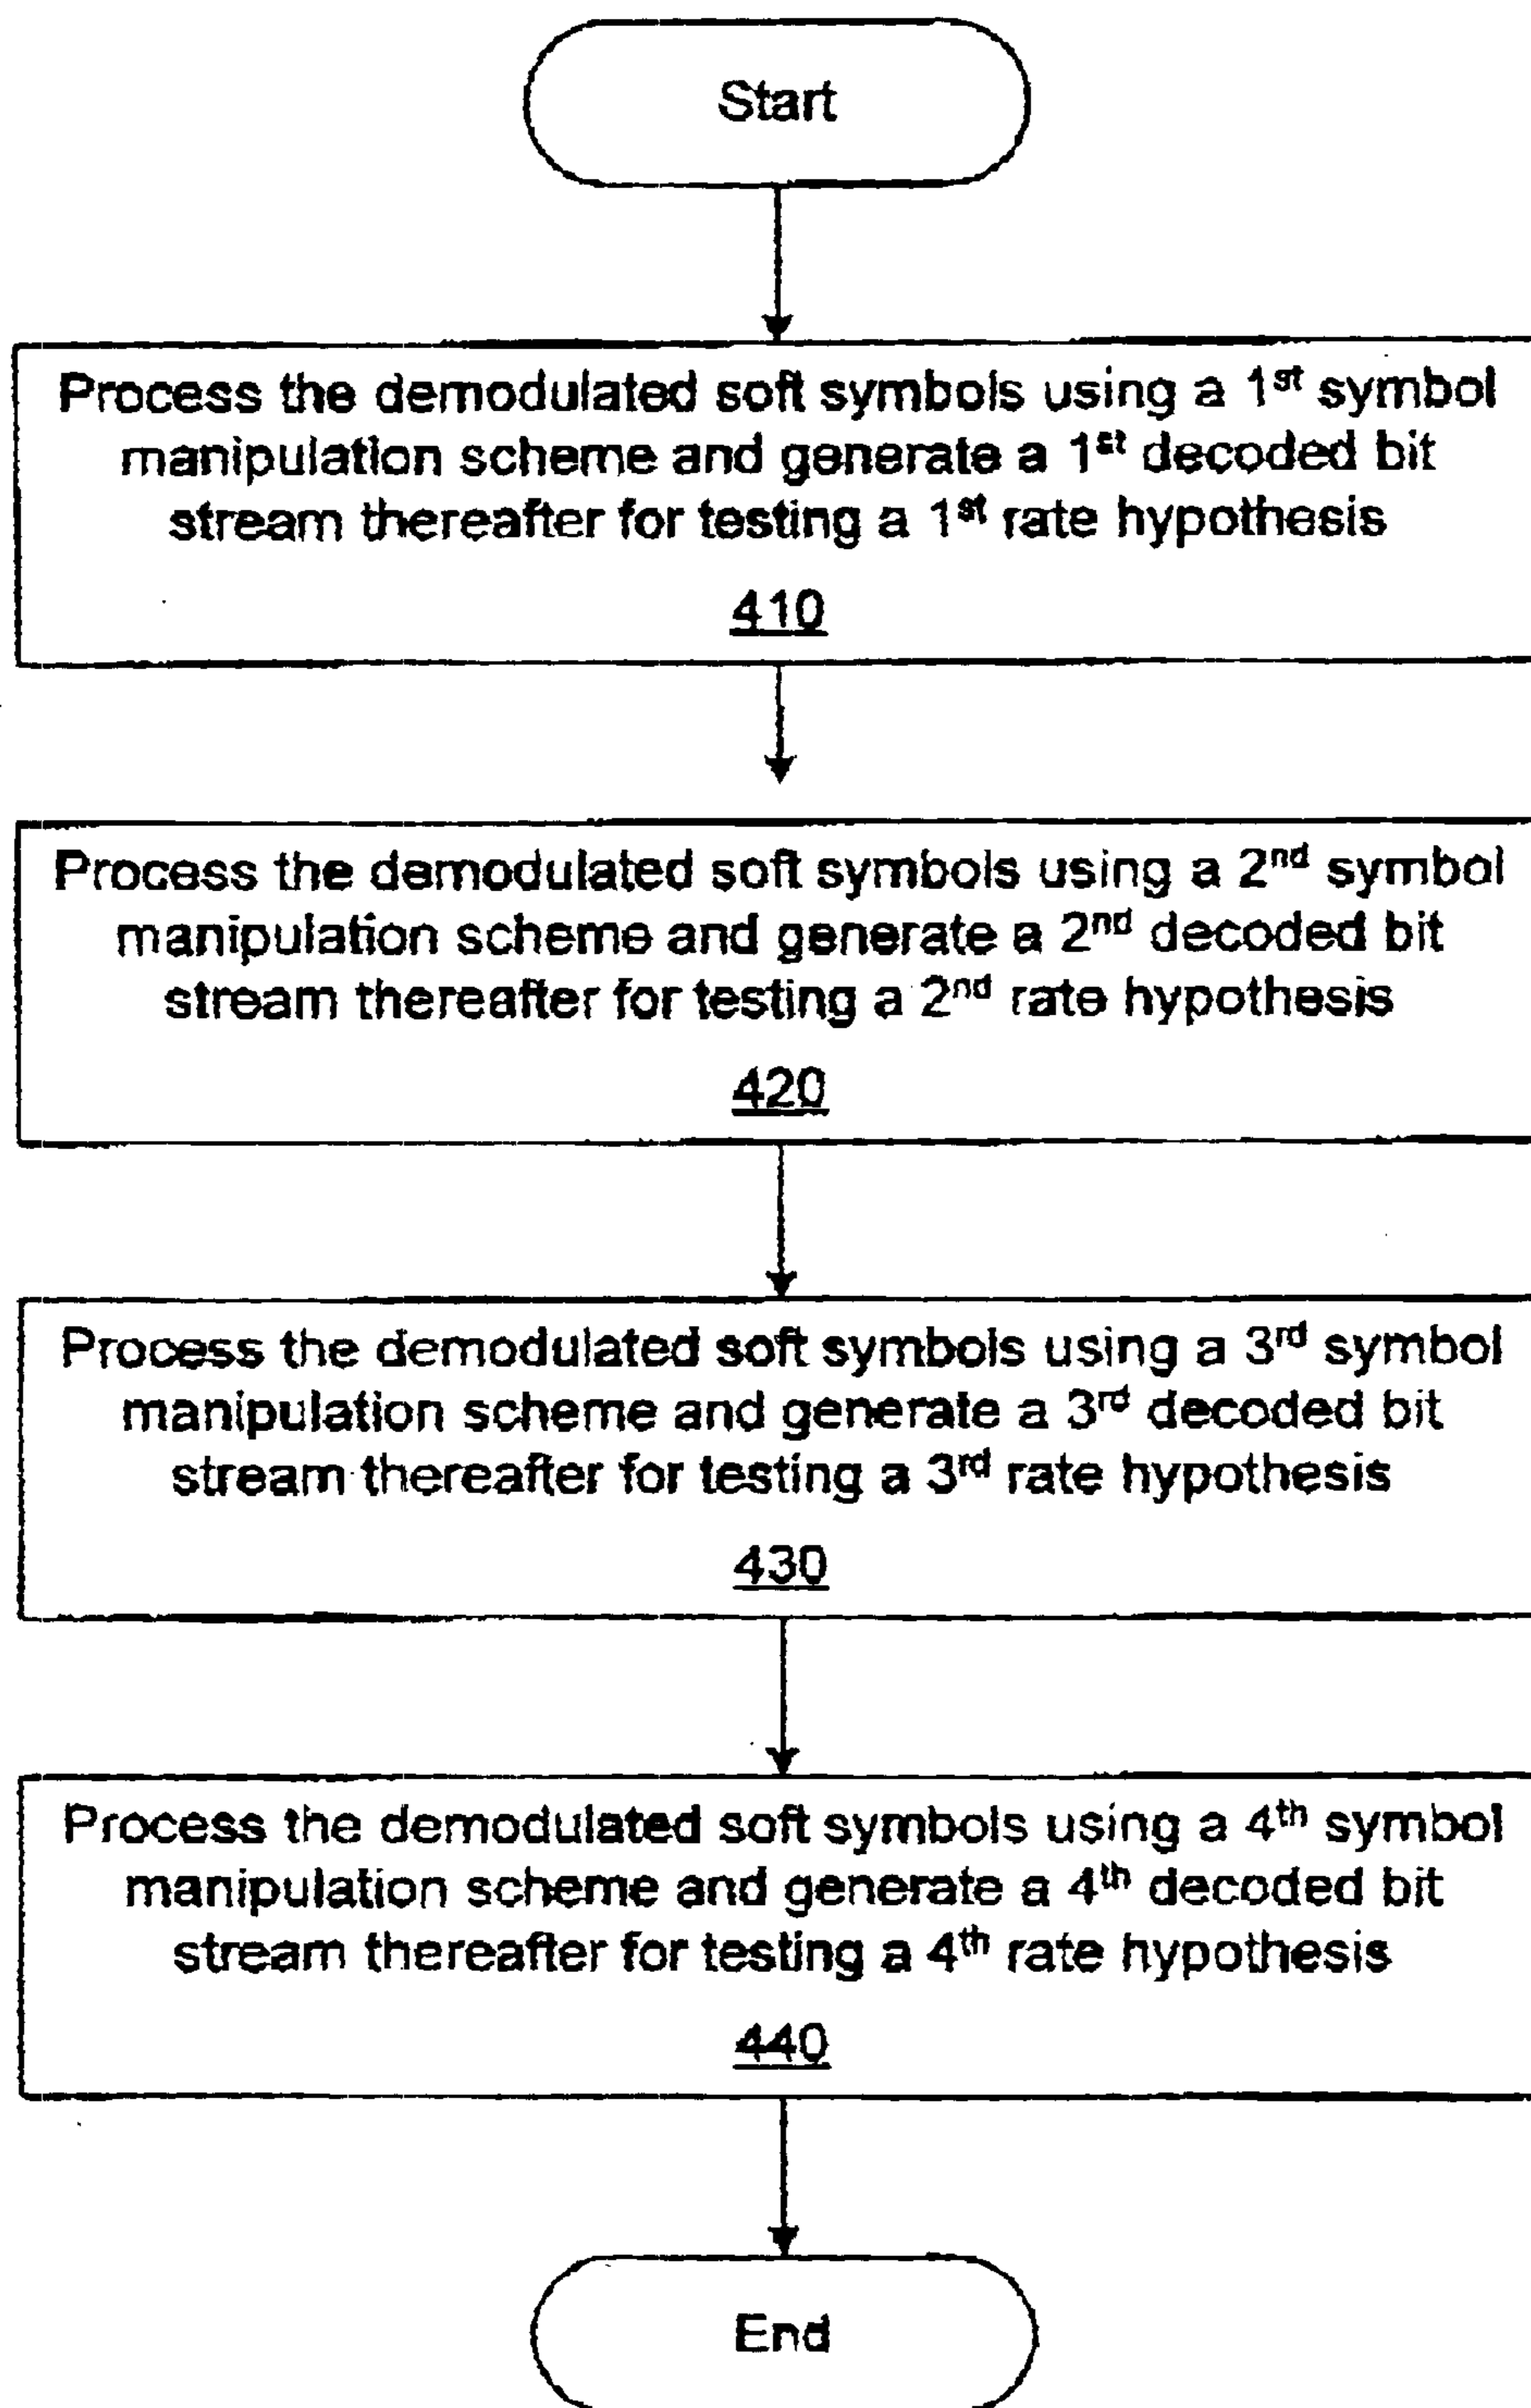 Start
Process the demodulated soft symbols using a 1st symbol
manipulation scheme and generate a 1st decoded bit
stream thereafter for testing a 1st rate hypothesis
410
Process the demodulated soft symbols using a 2nd symbol
manipulation scheme and generate a 2nd decoded bit
stream thereafter for testing a 2nd rate hypothesis
420
Process the demodulated soft symbols using a 3rd symbol
manipulation scheme and generate a 3rd decoded bit
stream thereafter for testing a 3rd rate hypothesis
430
Process the demodulated soft symbols using a 4th symbol
manipulation scheme and generate a 4th decoded bit
stream thereafter for testing a 4th rate hypothesis
440
End